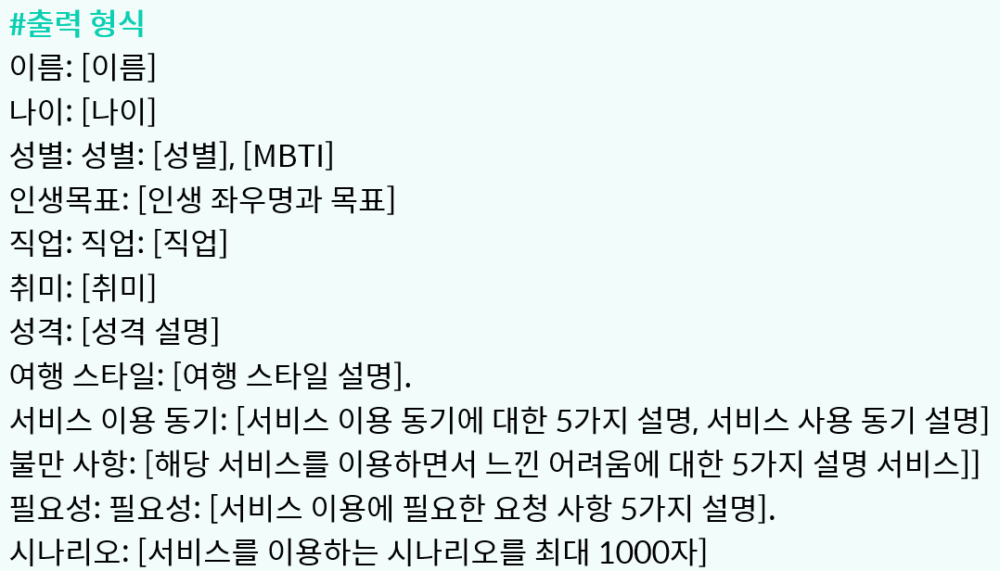 #출력 형식
이름: [이름]
나이: [나이]
성별: 성별: [성별], [MBTI]
인생목표: [인생 좌우명과 목표]
직업: 직업: [직업]
취미: [취미]
성격: [성격 설명]
여행 스타일: [여행 스타일 설명].
서비스 이용 동기: [서비스 이용 동기에 대한 5가지 설명, 서비스 사용 동기 설명]
불만 사항: [해당 서비스를 이용하면서 느낀 어려움에 대한 5가지 설명 서비스]]
필요성: 필요성: [서비스 이용에 필요한 요청 사항 5가지 설명].
시나리오: [서비스를 이용하는 시나리오를 최대 1000자]